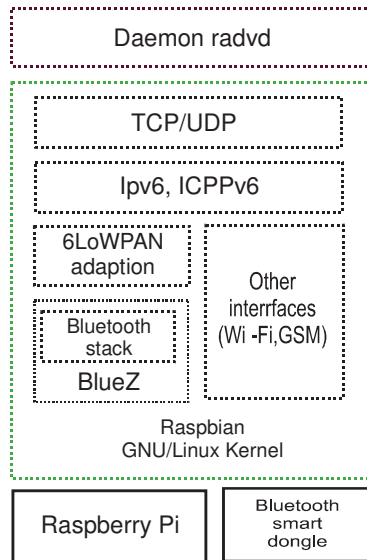 Daemon radvd
TCP/UDP
Ipv6, ICPPv6
6LoWPAN
adaption
Other
interrfaces
(Wi -Fi,GSM)
Bluetooth
stack
BlueZ
Raspbian
GNU/Linux Kernel
Raspberry Pi
Bluetooth
smart
dongle